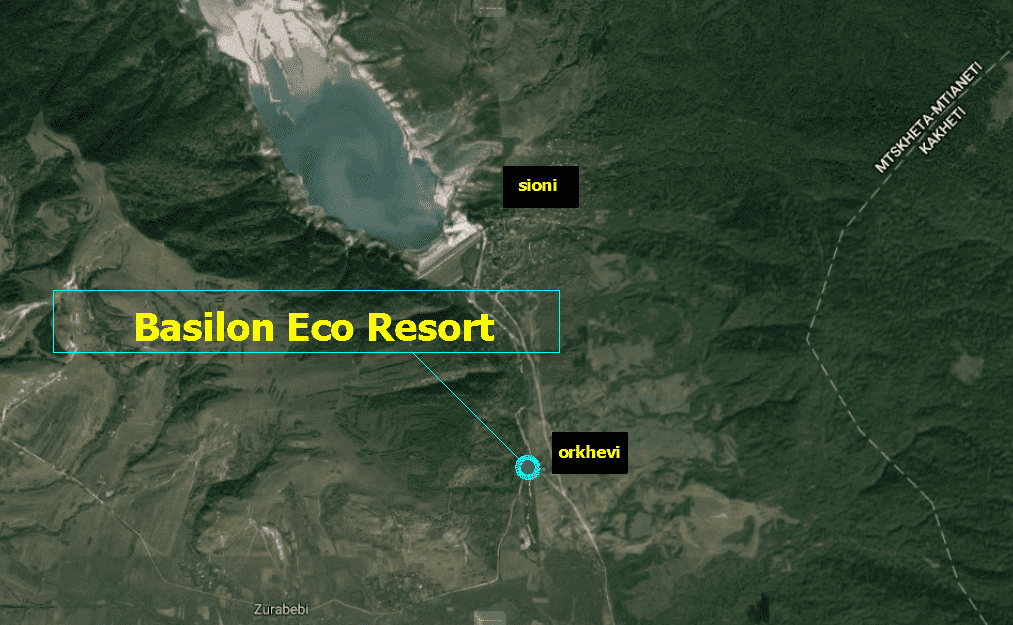 MTSKHETA-MTIANETI
KAKHETI
sioni
Basilon Eco Resort
orkhevi
Zurabebi